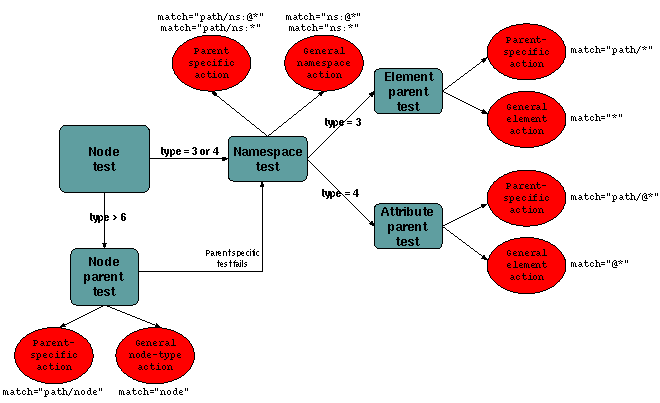 match="path/ns:@*"
match="path/ns:*"
match="ns:@*"
match="ns:*"
Parent
specific
action
General
namespace
action
Element
parent
test
Parent-
specific
action
match="path/*"
General
element
action
match="*"
Node
test
type = 3 or 4
Namespace
test
type = 3
type = 4
Attribute
parent
test
Parent-
specific
action
match="path/@*"
General
element
action
match="@*"
type > 6
Node
parent
test
Parent specific
test fails
Parent-
specific
action
match="path/node"
General
node-type
action
match="node"